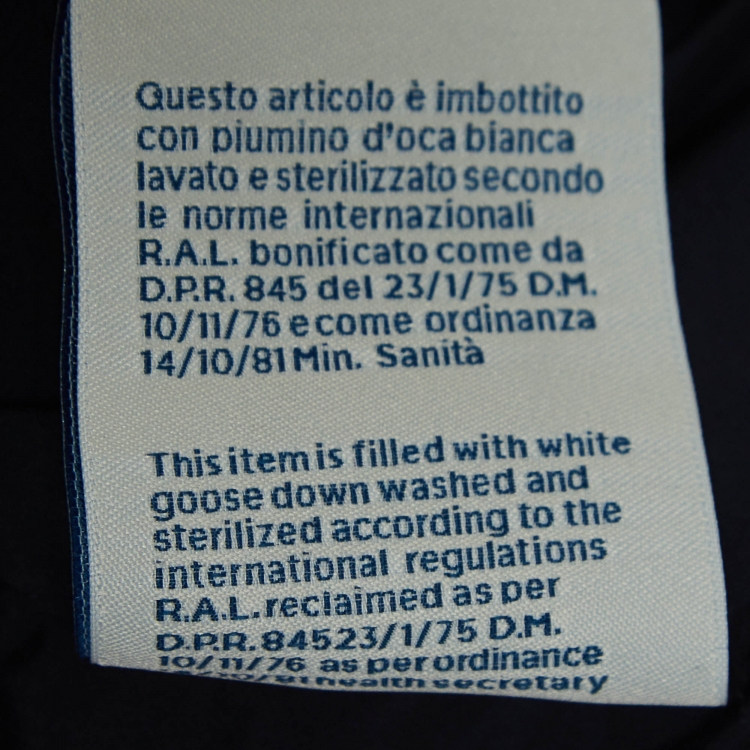 Questo articolo è imbottito
con piumino d'oca bianca
lavato e sterilizzato secondo
le norme internazionali
R.A.L. bonificato come da
D.P.R. 845 del 23/1/75 D.M.
10/11/76 e come ordinanza
14/10/81 Min. Sanità
This item is filled with white
goose down washed and
sterilized according to the
international regulations
R.A.L. reclaimed as per
D.P.R. 845 23/1/75 D.M.
10/11/76 as per ordinance
health secretary